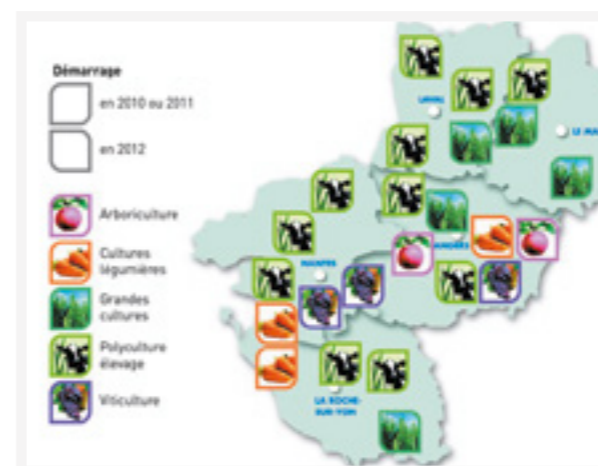 Démarrage
en 2010 ou 2011
en 2012
Arboriculture
Cultures
légumières
Grandes
cultures
Polyculture
élevage
Viticulture
LAVAL
LE MA
ANGERS
NANTES
LA ROCHE-
SUR-YON